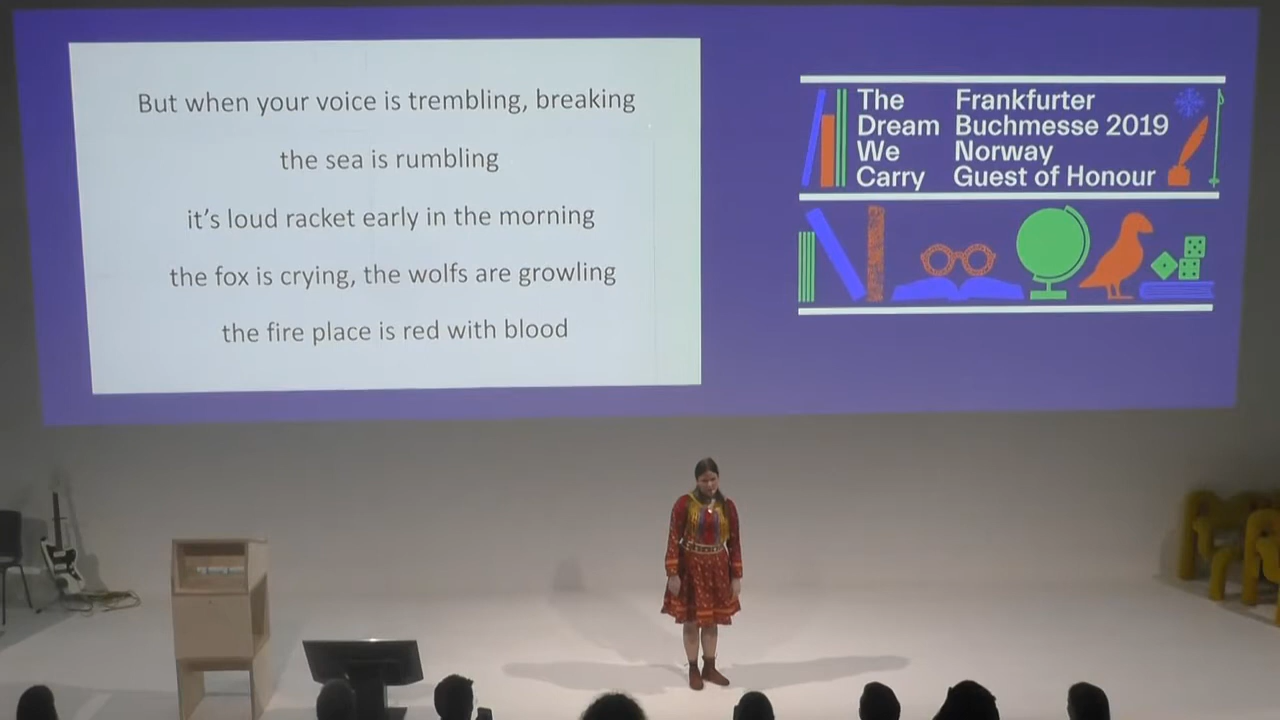 But when your voice is trembling, breaking
the sea is rumbling
it's loud racket early in the morning
the fox is crying, the wolfs are growling
the fire place is red with blood
The
Dream
We
Carry
Frankfurter
Buchmesse 2019
Norway
Guest of Honour